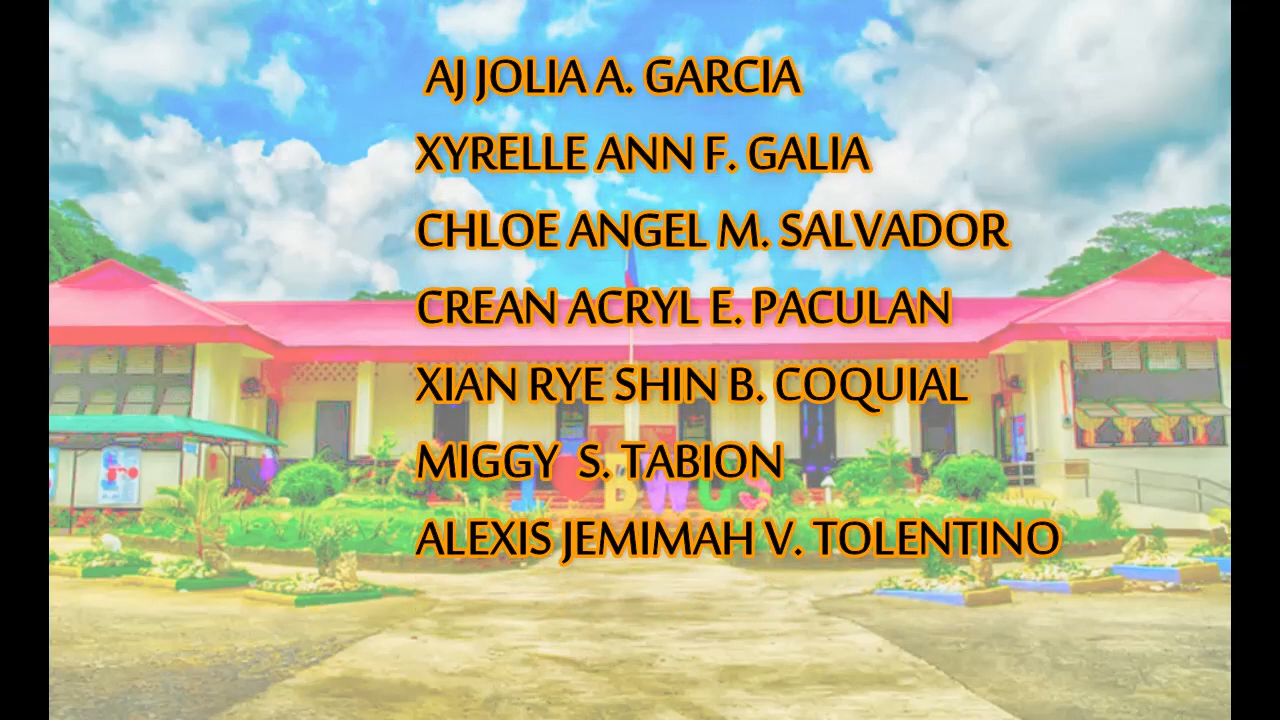 AJ JOLIA A. GARCIA
XYRELLE ANN F. GALIA
CHLOE ANGEL M. SALVADOR
CREAN ACRYL E. PACULAN
XIAN RYE SHIN B. COQUIAL
MIGGY S. TABION
I ♥ BWUS
ALEXIS JEMIMAH V. TOLENTINO